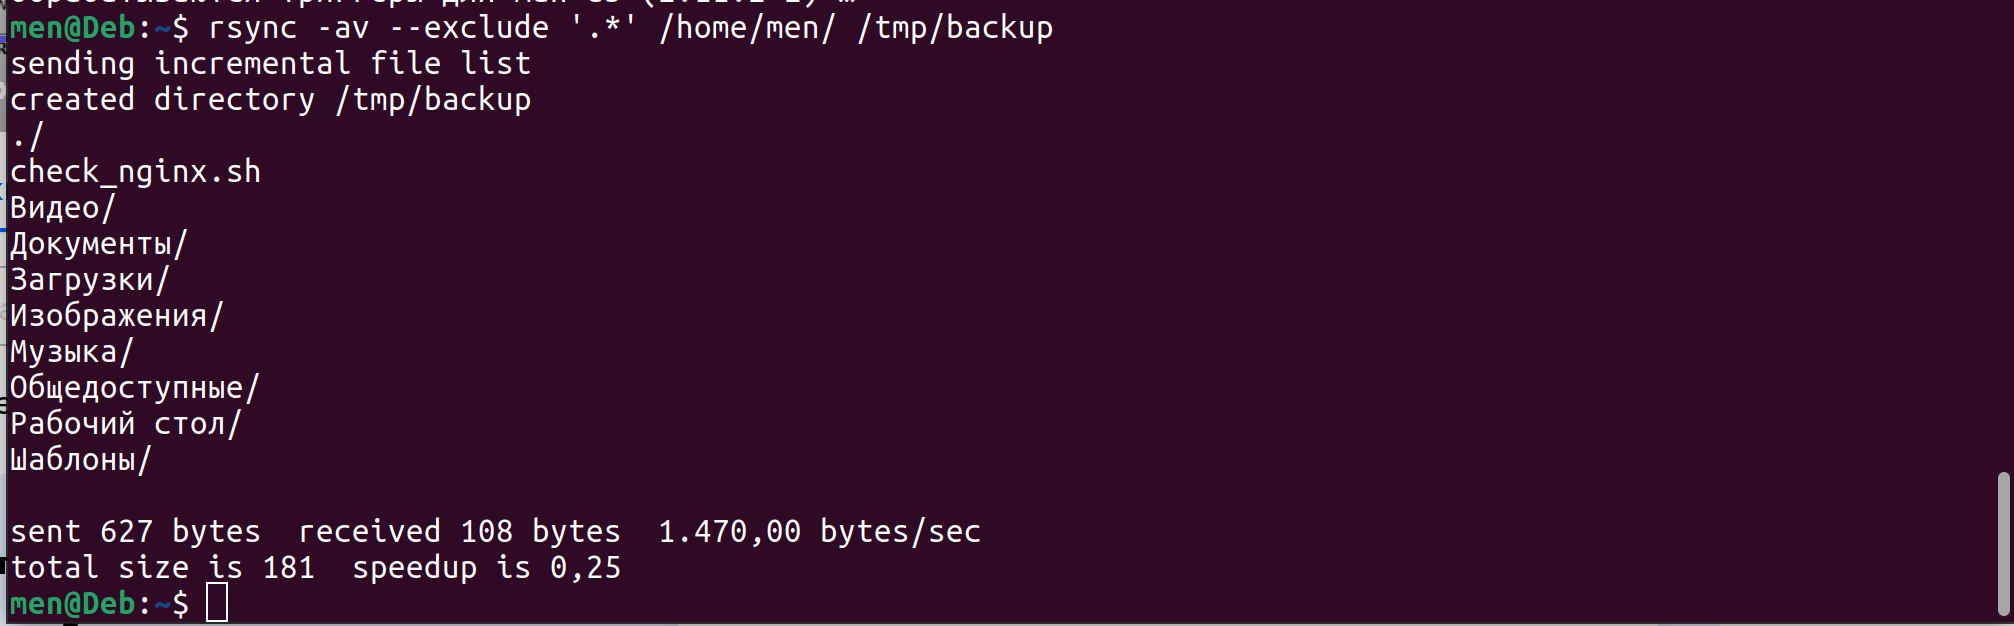 men@Deb:~$ rsync -av --exclude '.*' /home/men/ /tmp/backup
sending incremental file list
created directory /tmp/backup
./
check_nginx.sh
Видео/
Документы/
Загрузки/
Изображения/
Музыка/
Общедоступные/
Рабочий стол/
Шаблоны/
sent 627 bytes  received 108 bytes  1.470,00 bytes/sec
total size is 181  speedup is 0,25
men@Deb:~$